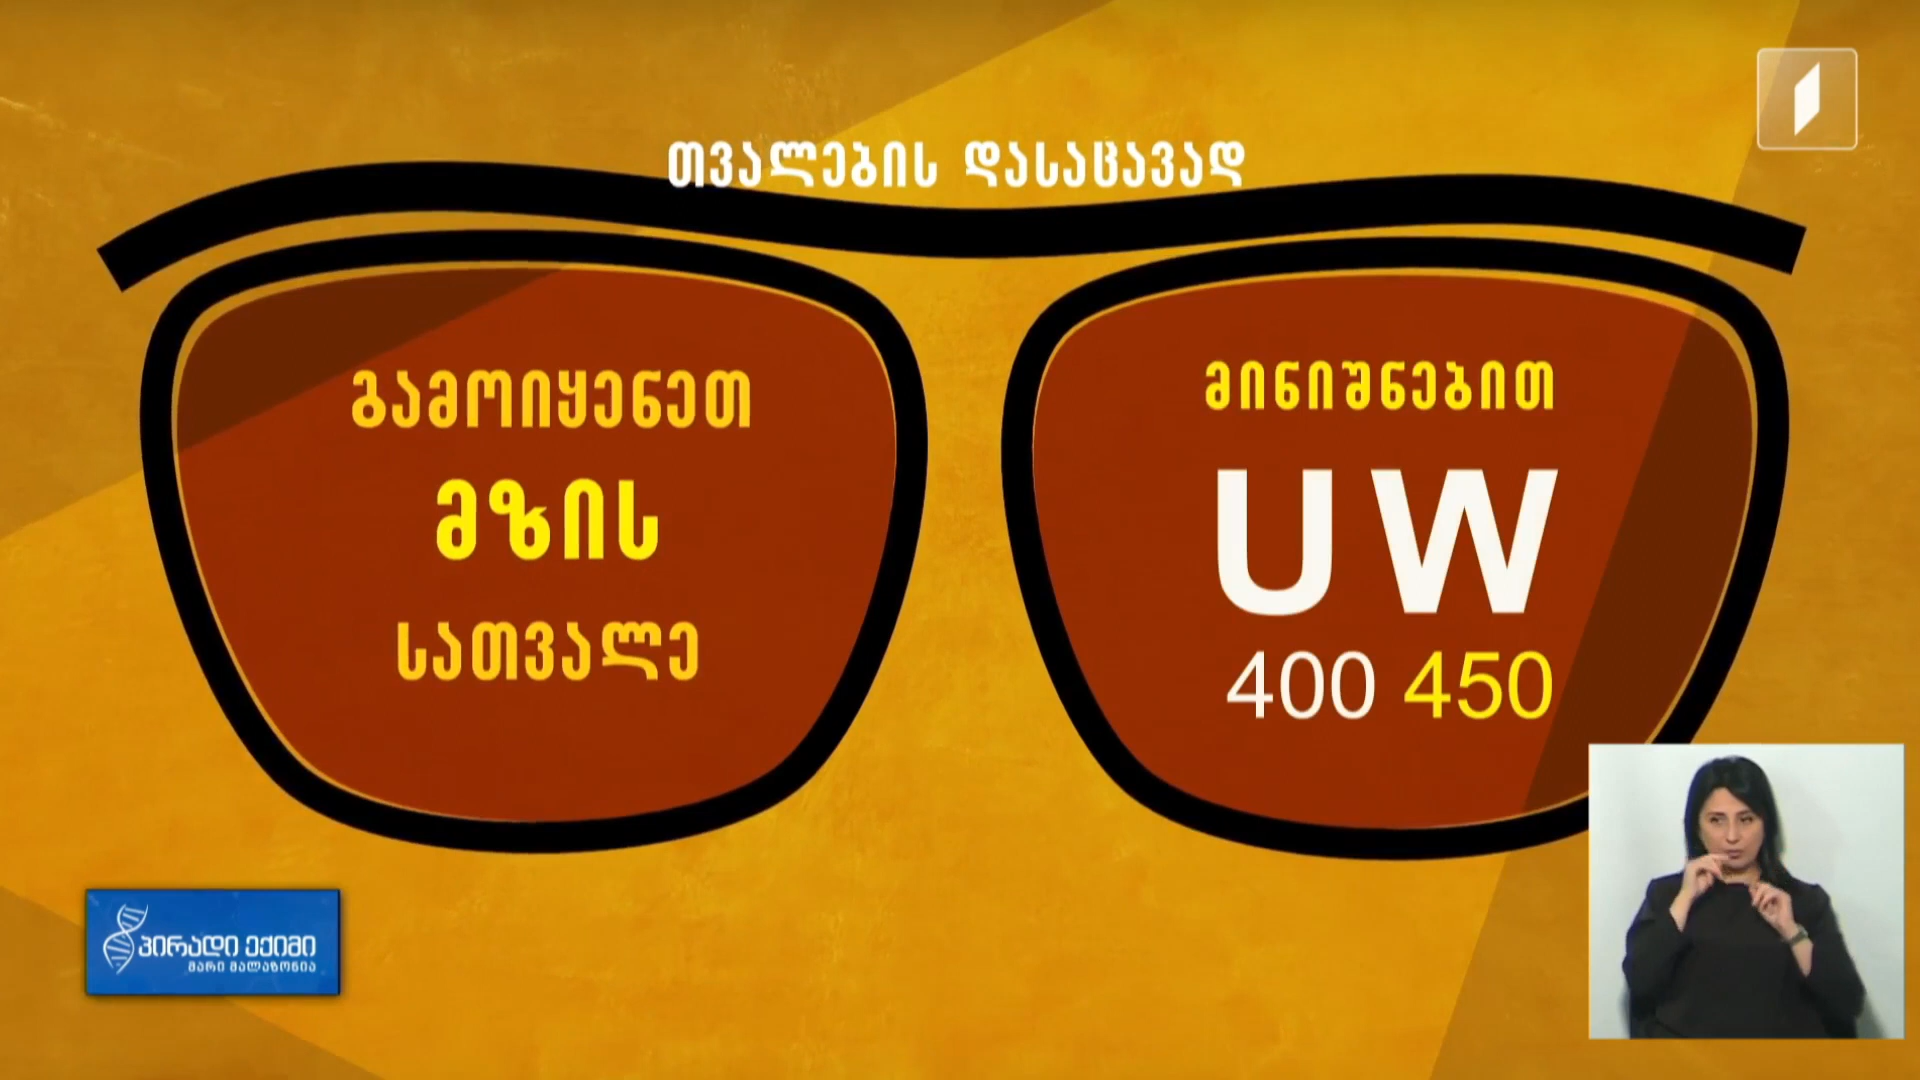 თვალების დასაცავად
გამოიყენეთ
მზის
სათვალე
მინიშნებით
UW
400 450
პირადი ექიმი
მარი მალაზონია